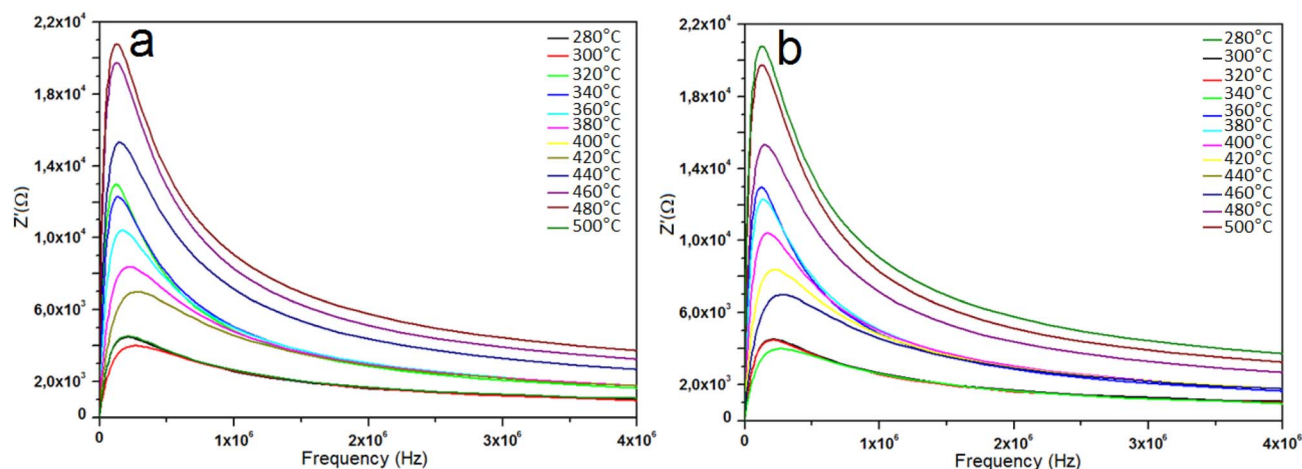 a
2,2x10⁴
1,8x10⁴
1,4x10⁴
1,0x10⁴
6,0x10³
2,0x10³
0
Z'(Ω)
0
1x10⁶
2x10⁶
3x10⁶
4x10⁶
Frequency (Hz)
280°C
300°C
320°C
340°C
360°C
380°C
400°C
420°C
440°C
460°C
480°C
500°C
b
2,2x10⁴
1,8x10⁴
1,4x10⁴
1,0x10⁴
6,0x10³
2,0x10³
0
Z'(Ω)
0
1x10⁶
2x10⁶
3x10⁶
4x10⁶
Frequency (Hz)
280°C
300°C
320°C
340°C
360°C
380°C
400°C
420°C
440°C
460°C
480°C
500°C